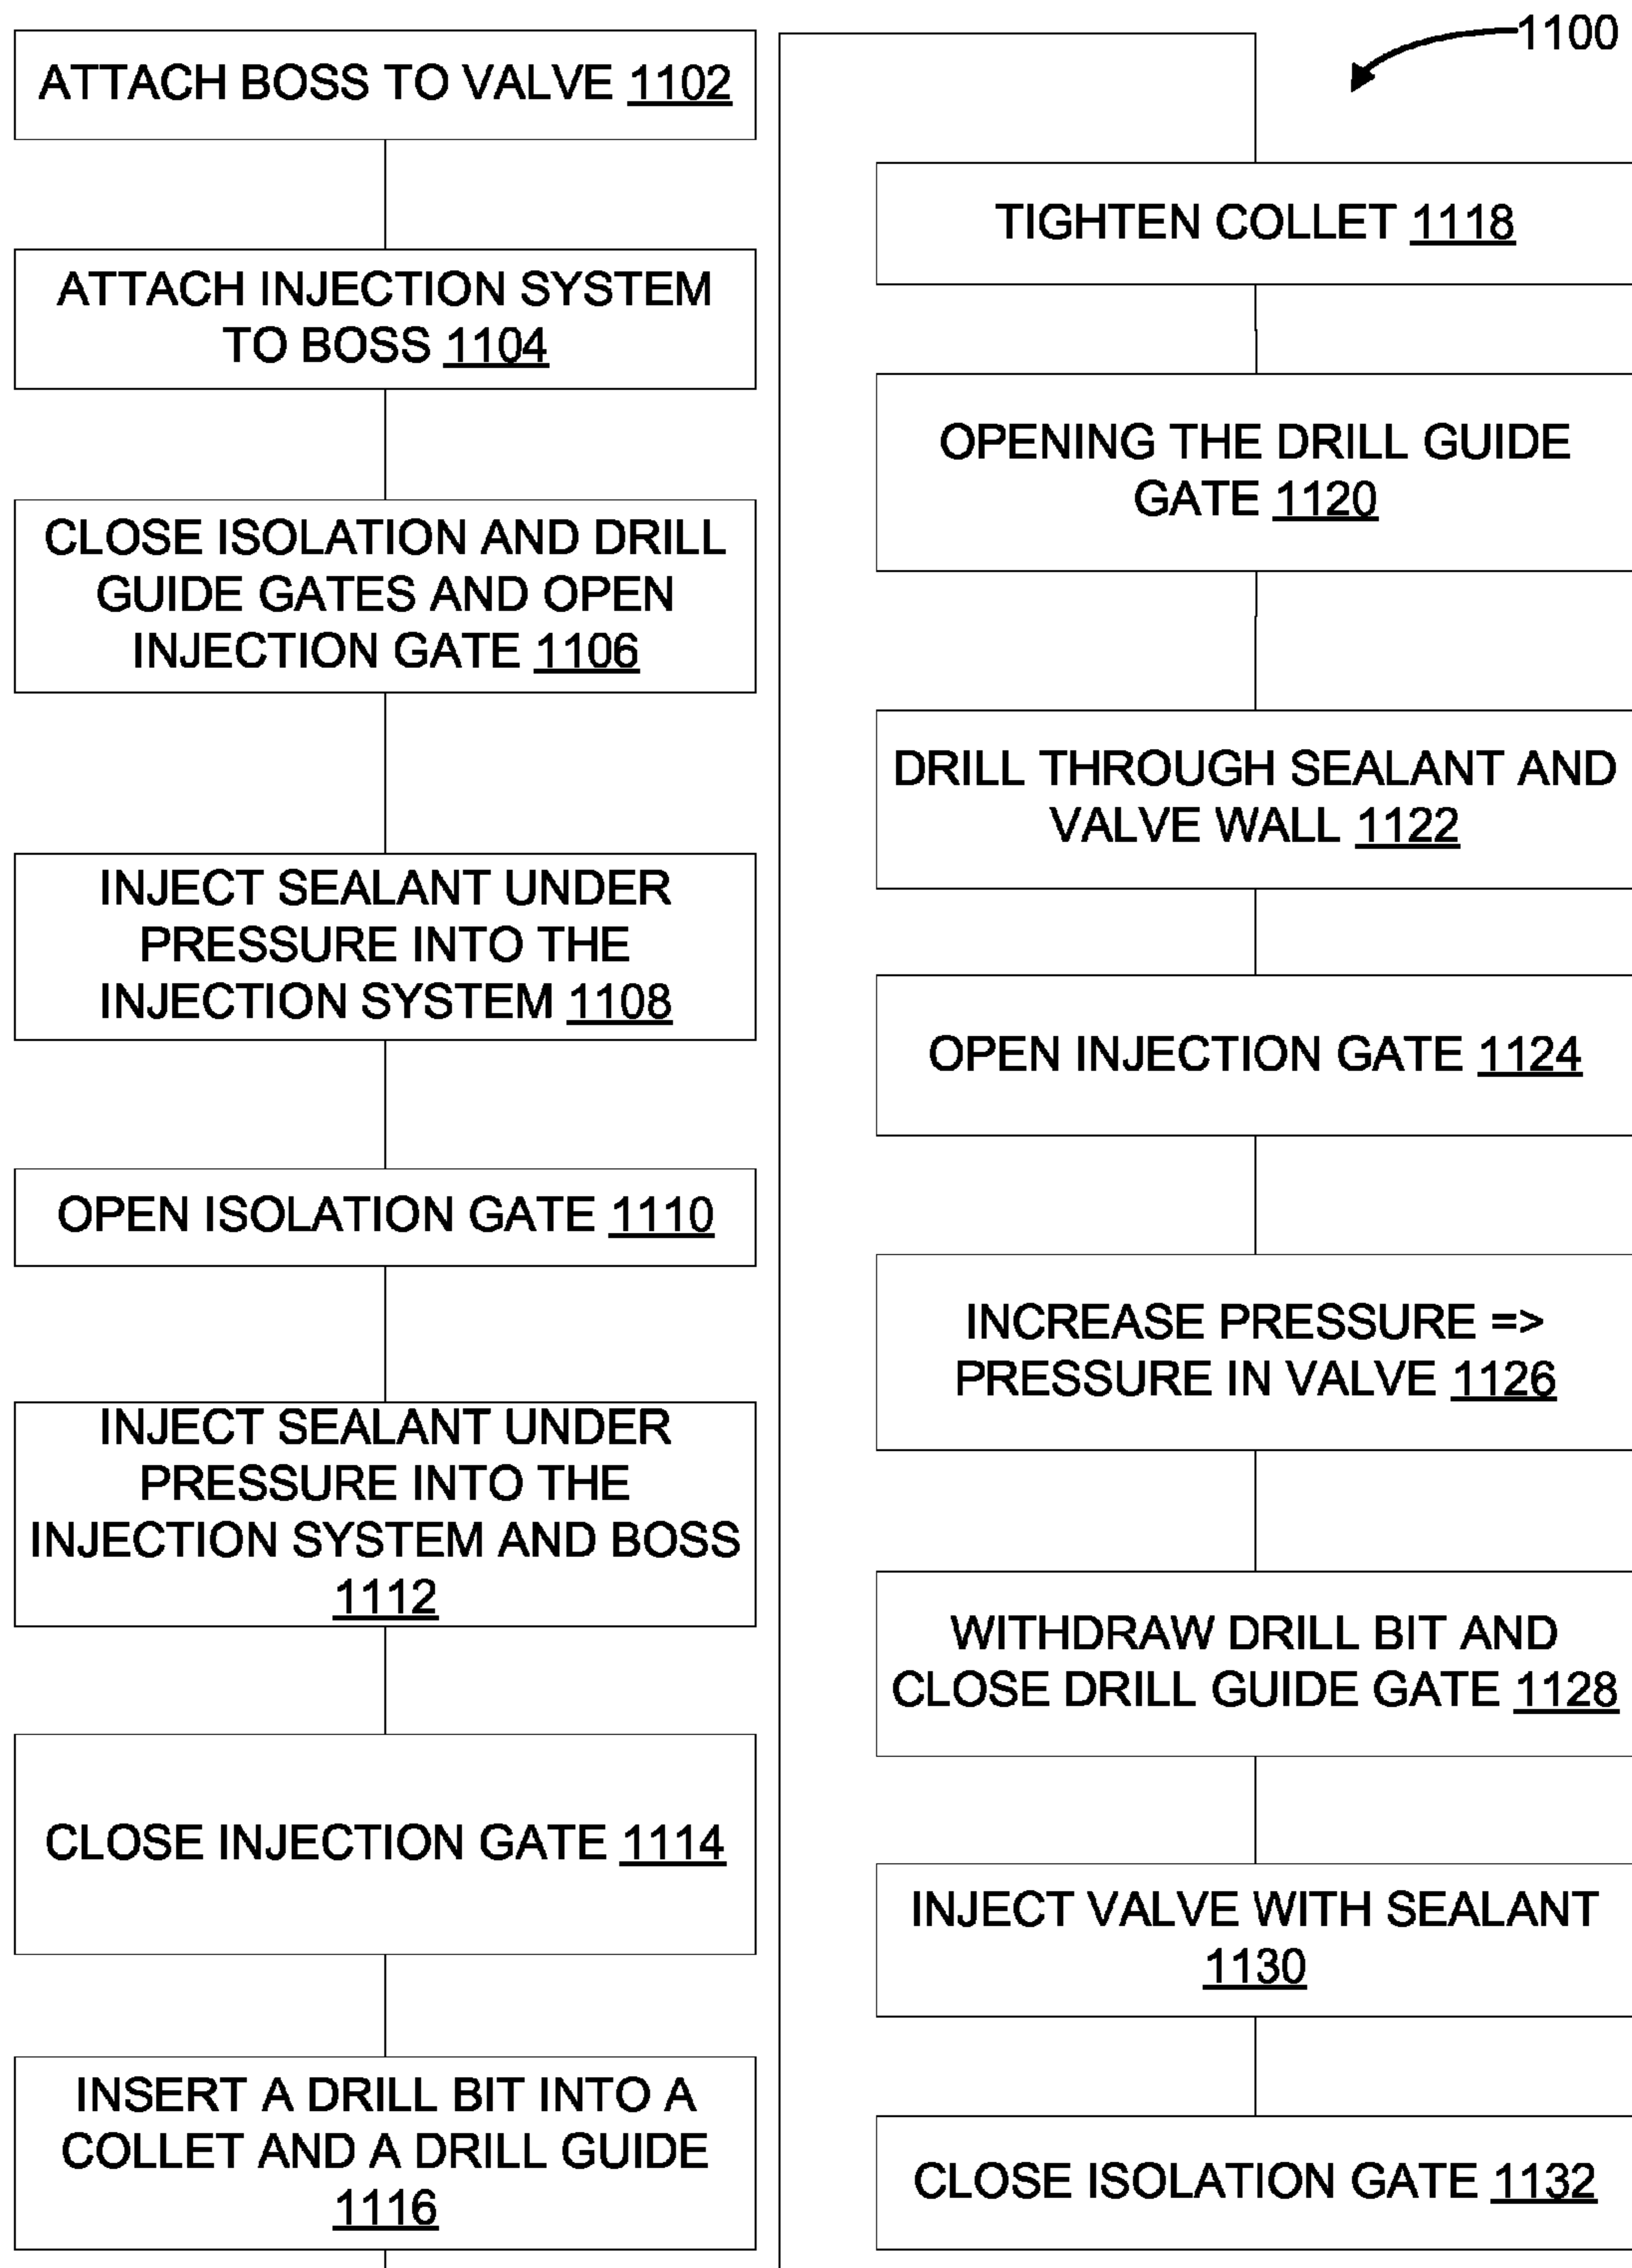 1100
ATTACH BOSS TO VALVE 1102
ATTACH INJECTION SYSTEM
TO BOSS 1104
CLOSE ISOLATION AND DRILL
GUIDE GATES AND OPEN
INJECTION GATE 1106
INJECT SEALANT UNDER
PRESSURE INTO THE
INJECTION SYSTEM 1108
OPEN ISOLATION GATE 1110
INJECT SEALANT UNDER
PRESSURE INTO THE
INJECTION SYSTEM AND BOSS
1112
CLOSE INJECTION GATE 1114
INSERT A DRILL BIT INTO A
COLLET AND A DRILL GUIDE
1116
TIGHTEN COLLET 1118
OPENING THE DRILL GUIDE
GATE 1120
DRILL THROUGH SEALANT AND
VALVE WALL 1122
OPEN INJECTION GATE 1124
INCREASE PRESSURE =>
PRESSURE IN VALVE 1126
WITHDRAW DRILL BIT AND
CLOSE DRILL GUIDE GATE 1128
INJECT VALVE WITH SEALANT
1130
CLOSE ISOLATION GATE 1132